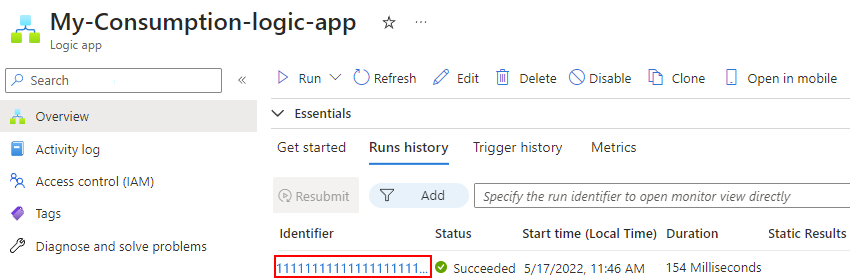 My-Consumption-logic-app
Logic app
Search
Run Refresh Edit Delete Disable Clone Open in mobile
Essentials
Overview
Activity log
Access control (IAM)
Tags
Diagnose and solve problems
Get started Runs history Trigger history Metrics
Resubmit Add Specify the run identifier to open monitor view directly
Identifier Status Start time (Local Time) Duration Static Results
11111111111111111111... Succeeded 5/17/2022, 11:46 AM 154 Milliseconds